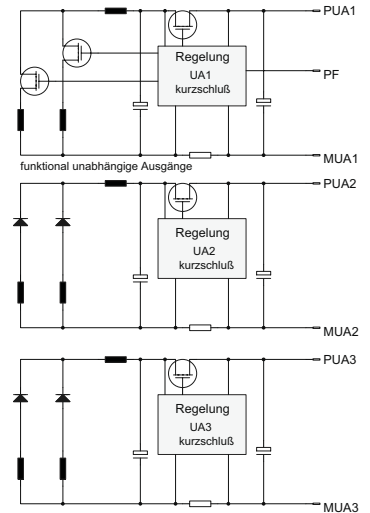 PUA1
Regelung
UA1
kurzschluß
PF
MUA1
funktional unabhängige Ausgänge
PUA2
Regelung
UA2
kurzschluß
MUA2
PUA3
Regelung
UA3
kurzschluß
MUA3